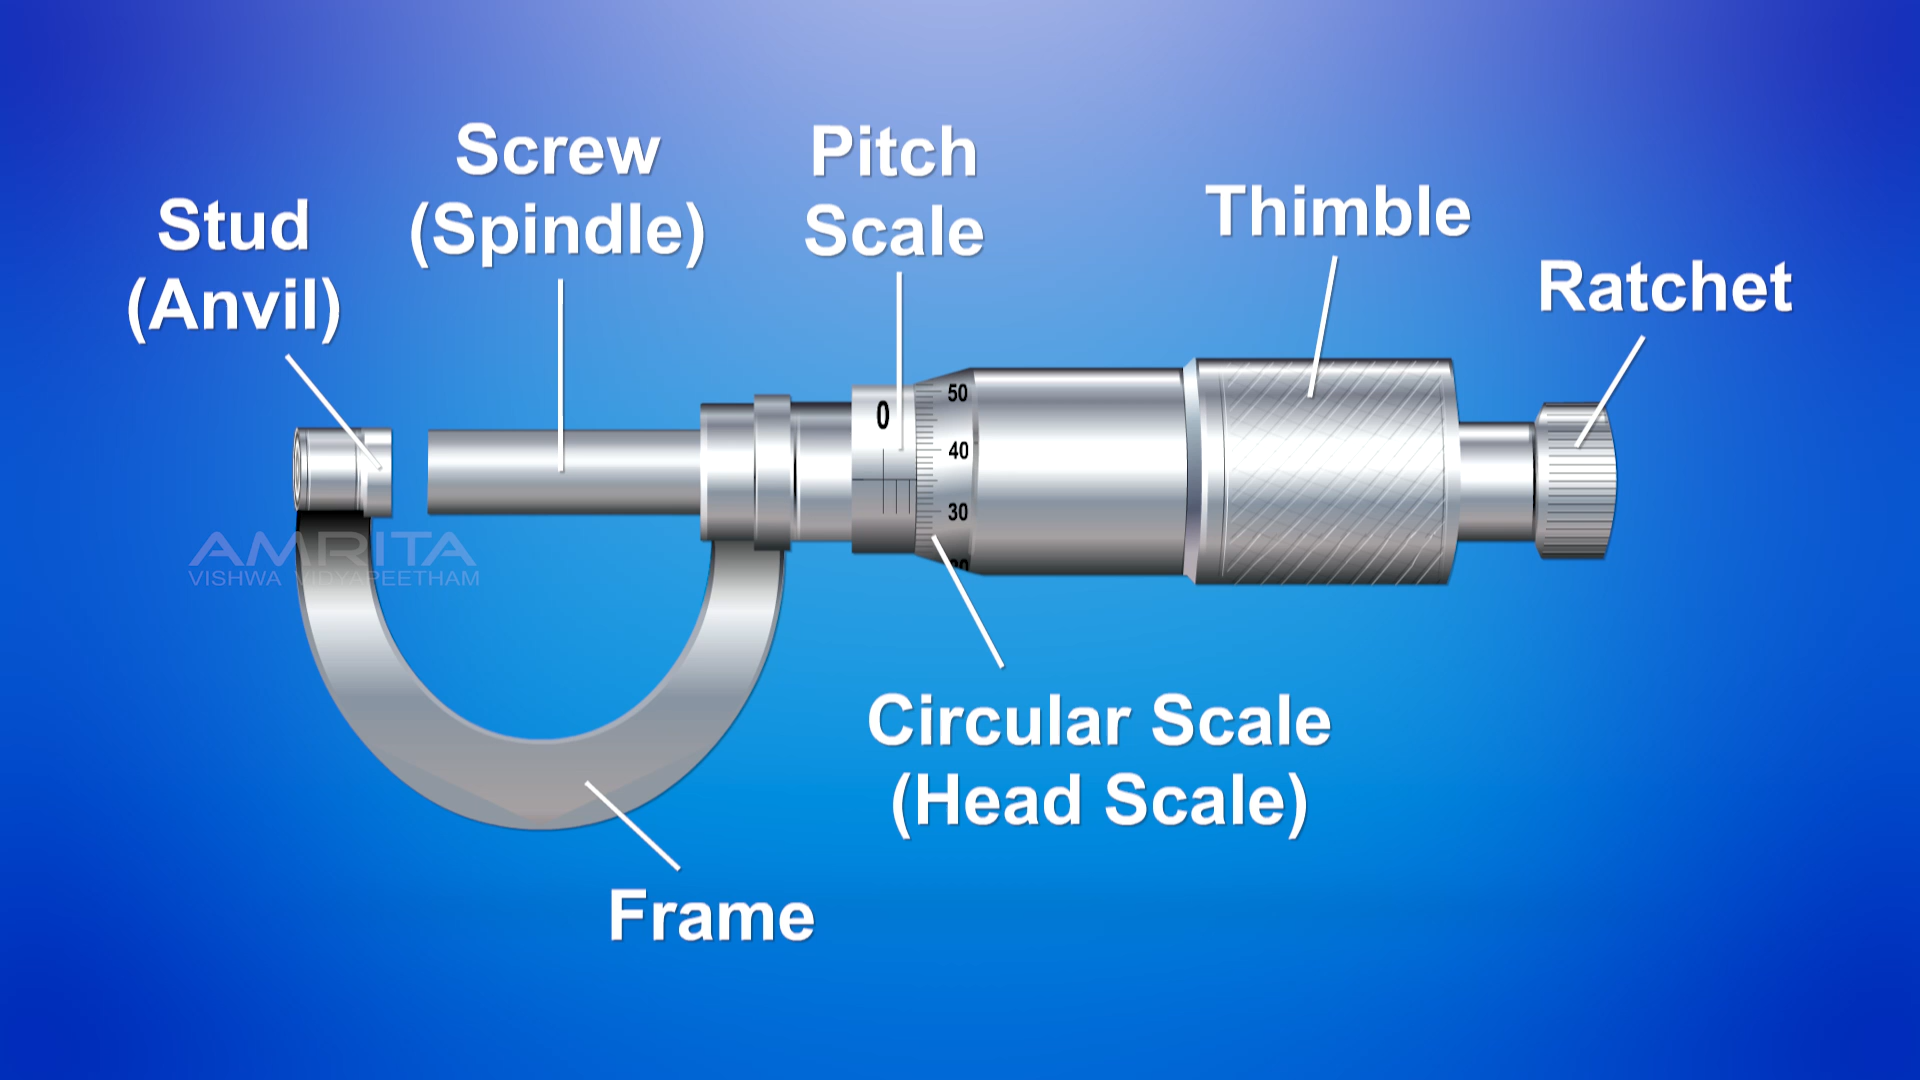 Screw
(Spindle)
Pitch
Scale
Stud
(Anvil)
Thimble
Ratchet
0
50
40
30
20
AMRITA
VISHWA VIDYAPEETHAM
Circular Scale
(Head Scale)
Frame